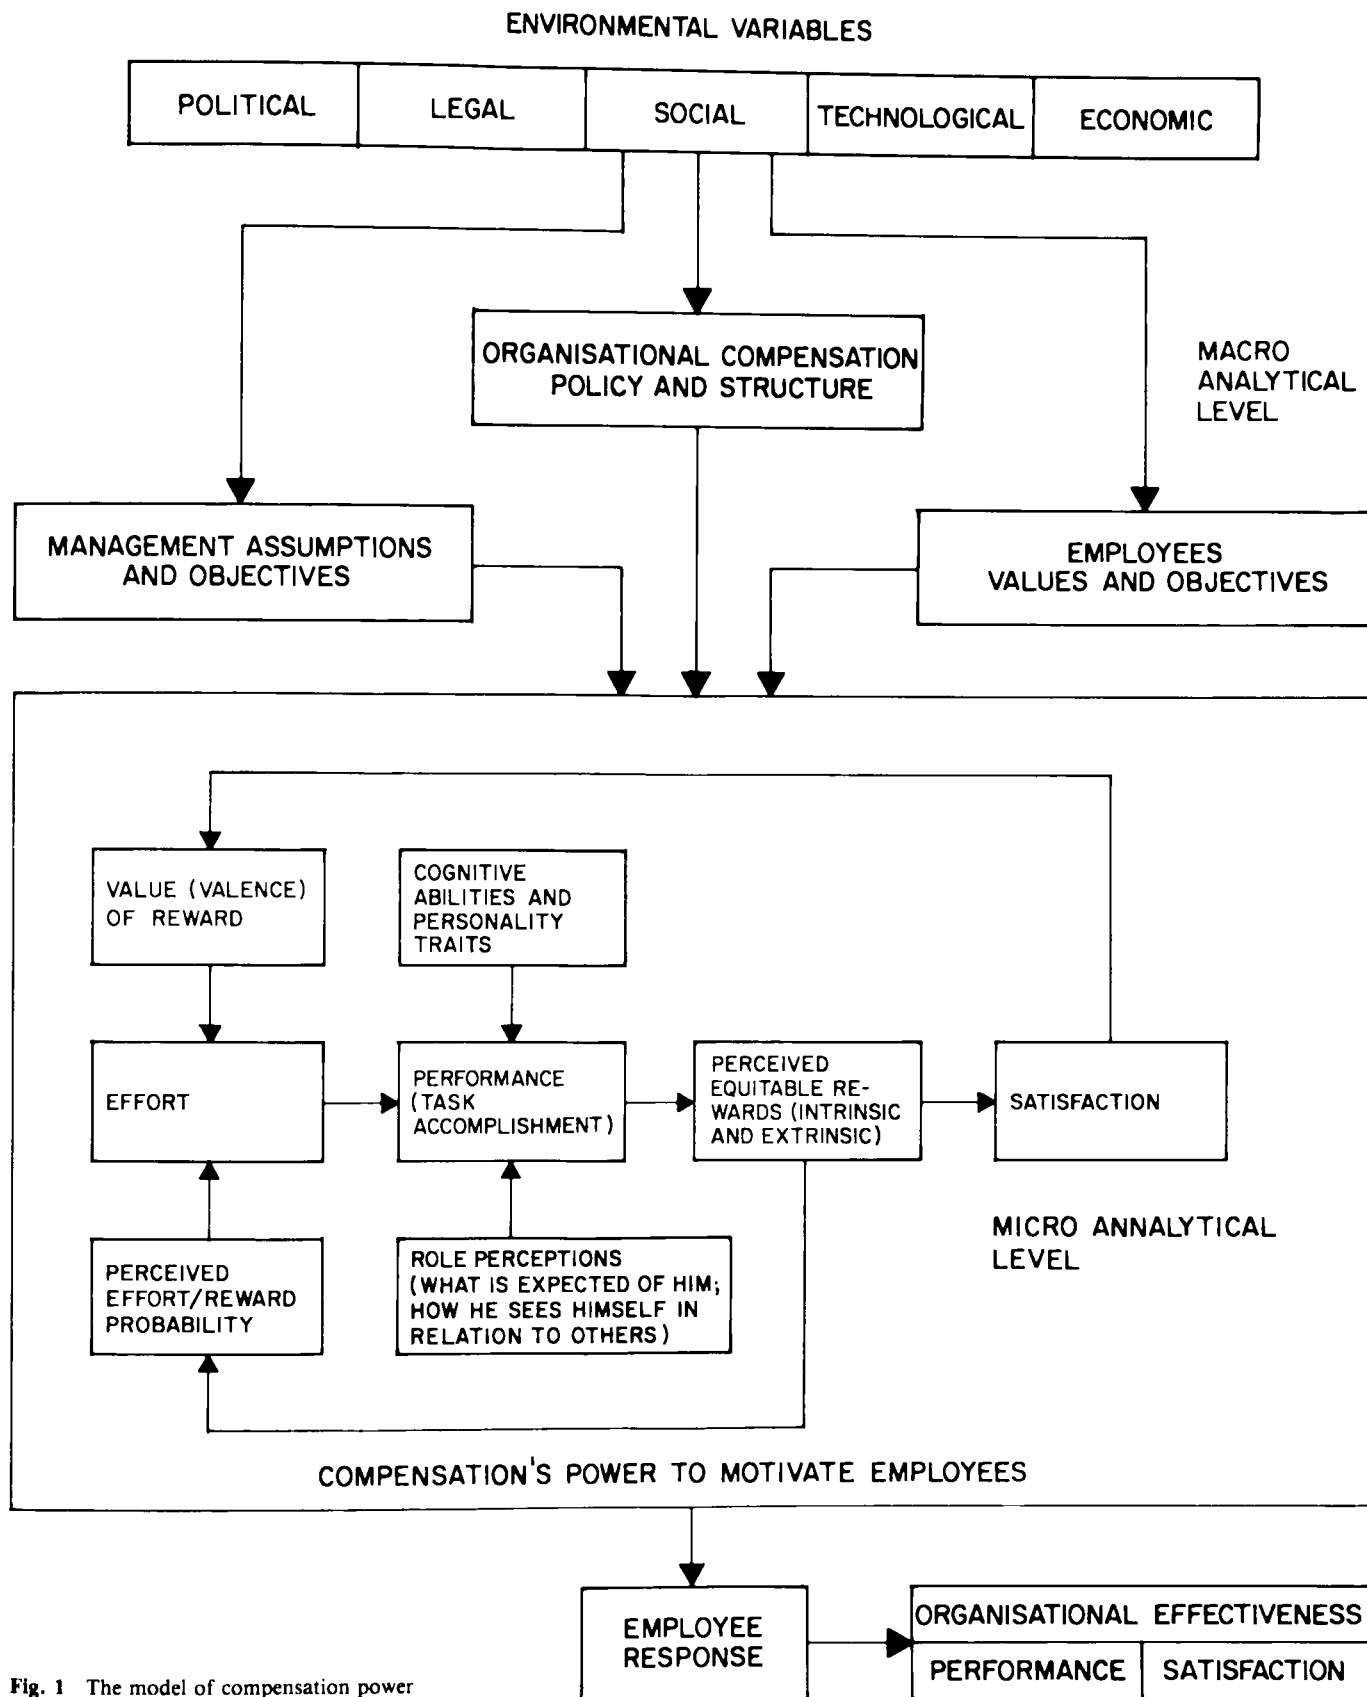 ENVIRONMENTAL VARIABLES
POLITICAL
LEGAL
SOCIAL
TECHNOLOGICAL
ECONOMIC
ORGANISATIONAL COMPENSATION
POLICY AND STRUCTURE
MACRO
ANALYTICAL
LEVEL
MANAGEMENT ASSUMPTIONS
AND OBJECTIVES
EMPLOYEES
VALUES AND OBJECTIVES
VALUE (VALENCE)
OF REWARD
COGNITIVE
ABILITIES AND
PERSONALITY
TRAITS
EFFORT
PERFORMANCE
(TASK
ACCOMPLISHMENT)
PERCEIVED
EQUITABLE RE-
WARDS (INTRINSIC
AND EXTRINSIC)
SATISFACTION
PERCEIVED
EFFORT/REWARD
PROBABILITY
ROLE PERCEPTIONS
(WHAT IS EXPECTED OF HIM;
HOW HE SEES HIMSELF IN
RELATION TO OTHERS)
MICRO ANNALYTICAL
LEVEL
COMPENSATION'S POWER TO MOTIVATE EMPLOYEES
EMPLOYEE
RESPONSE
ORGANISATIONAL EFFECTIVENESS
PERFORMANCE
SATISFACTION
Fig. 1 The model of compensation power